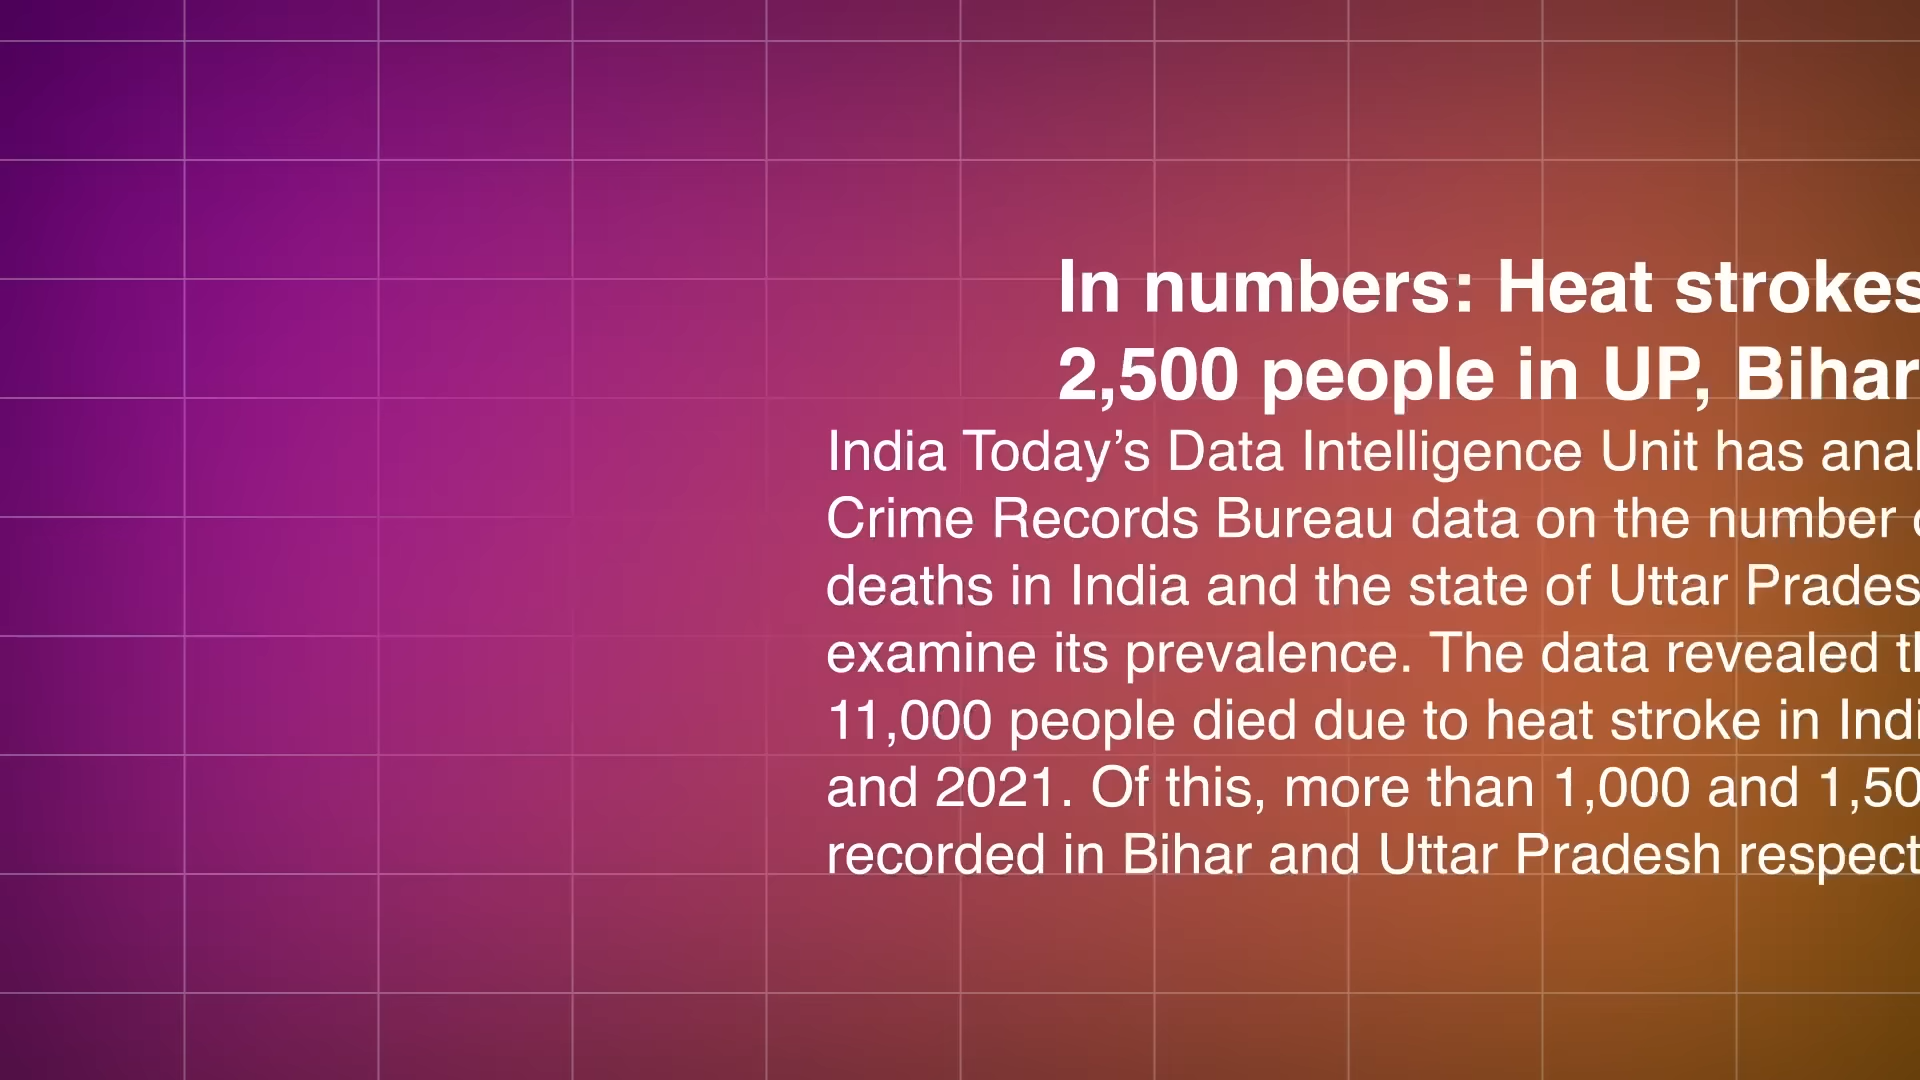 In numbers: Heat strokes
2,500 people in UP, Bihar
India Today’s Data Intelligence Unit has anal
Crime Records Bureau data on the number
deaths in India and the state of Uttar Prades
examine its prevalence. The data revealed
11,000 people died due to heat stroke in Indi
and 2021. Of this, more than 1,000 and 1,50
recorded in Bihar and Uttar Pradesh respect